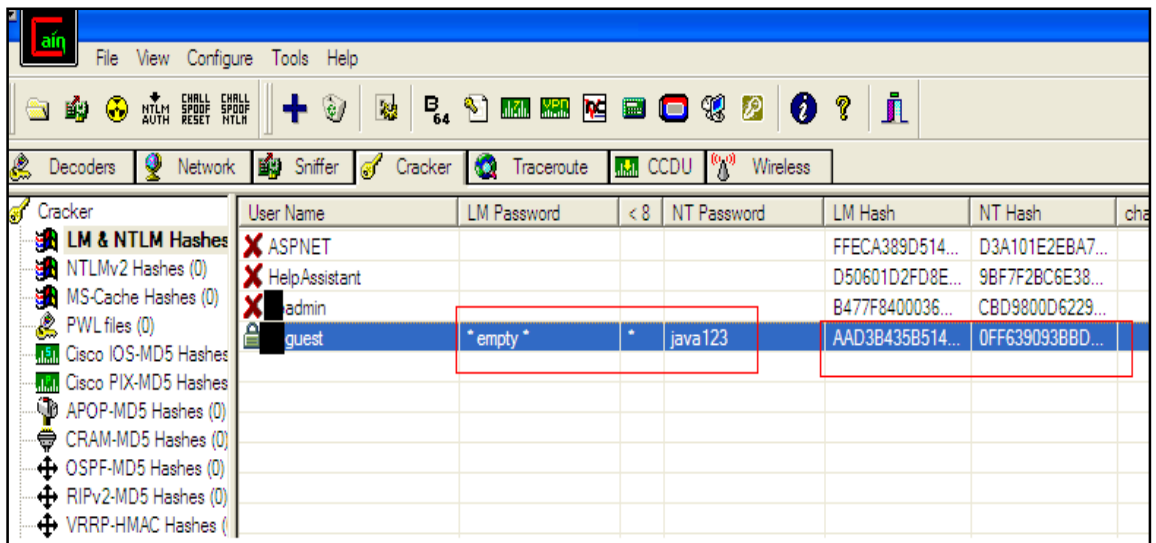 Cain
File View Configure Tools Help
NTLM AUTH CHALL SPOOF RESET CHALL SPOOF NTLM B 64 VPN
Decoders Network Sniffer Cracker Traceroute CCDU Wireless
Cracker
LM & NTLM Hashes
NTLMv2 Hashes (0)
MS-Cache Hashes (0)
PWL files (0)
Cisco IOS-MD5 Hashes
Cisco PIX-MD5 Hashes
APOP-MD5 Hashes (0)
CRAM-MD5 Hashes (0)
OSPF-MD5 Hashes (0)
RIPv2-MD5 Hashes (0)
VRRP-HMAC Hashes (
User Name LM Password < 8 NT Password LM Hash NT Hash cha
ASPNET FFECA389D514... D3A101E2EBA7...
HelpAssistant D50601D2FD8E... 9BF7F2BC6E38...
admin B477F8400036... CBD9800D6229...
guest * empty * * java123 AAD3B435B514... 0FF639093BBD...